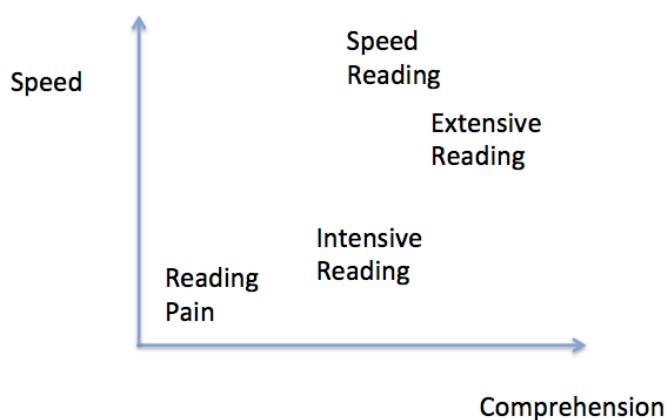 Speed
Speed
Reading
Extensive
Reading
Intensive
Reading
Reading
Pain
Comprehension